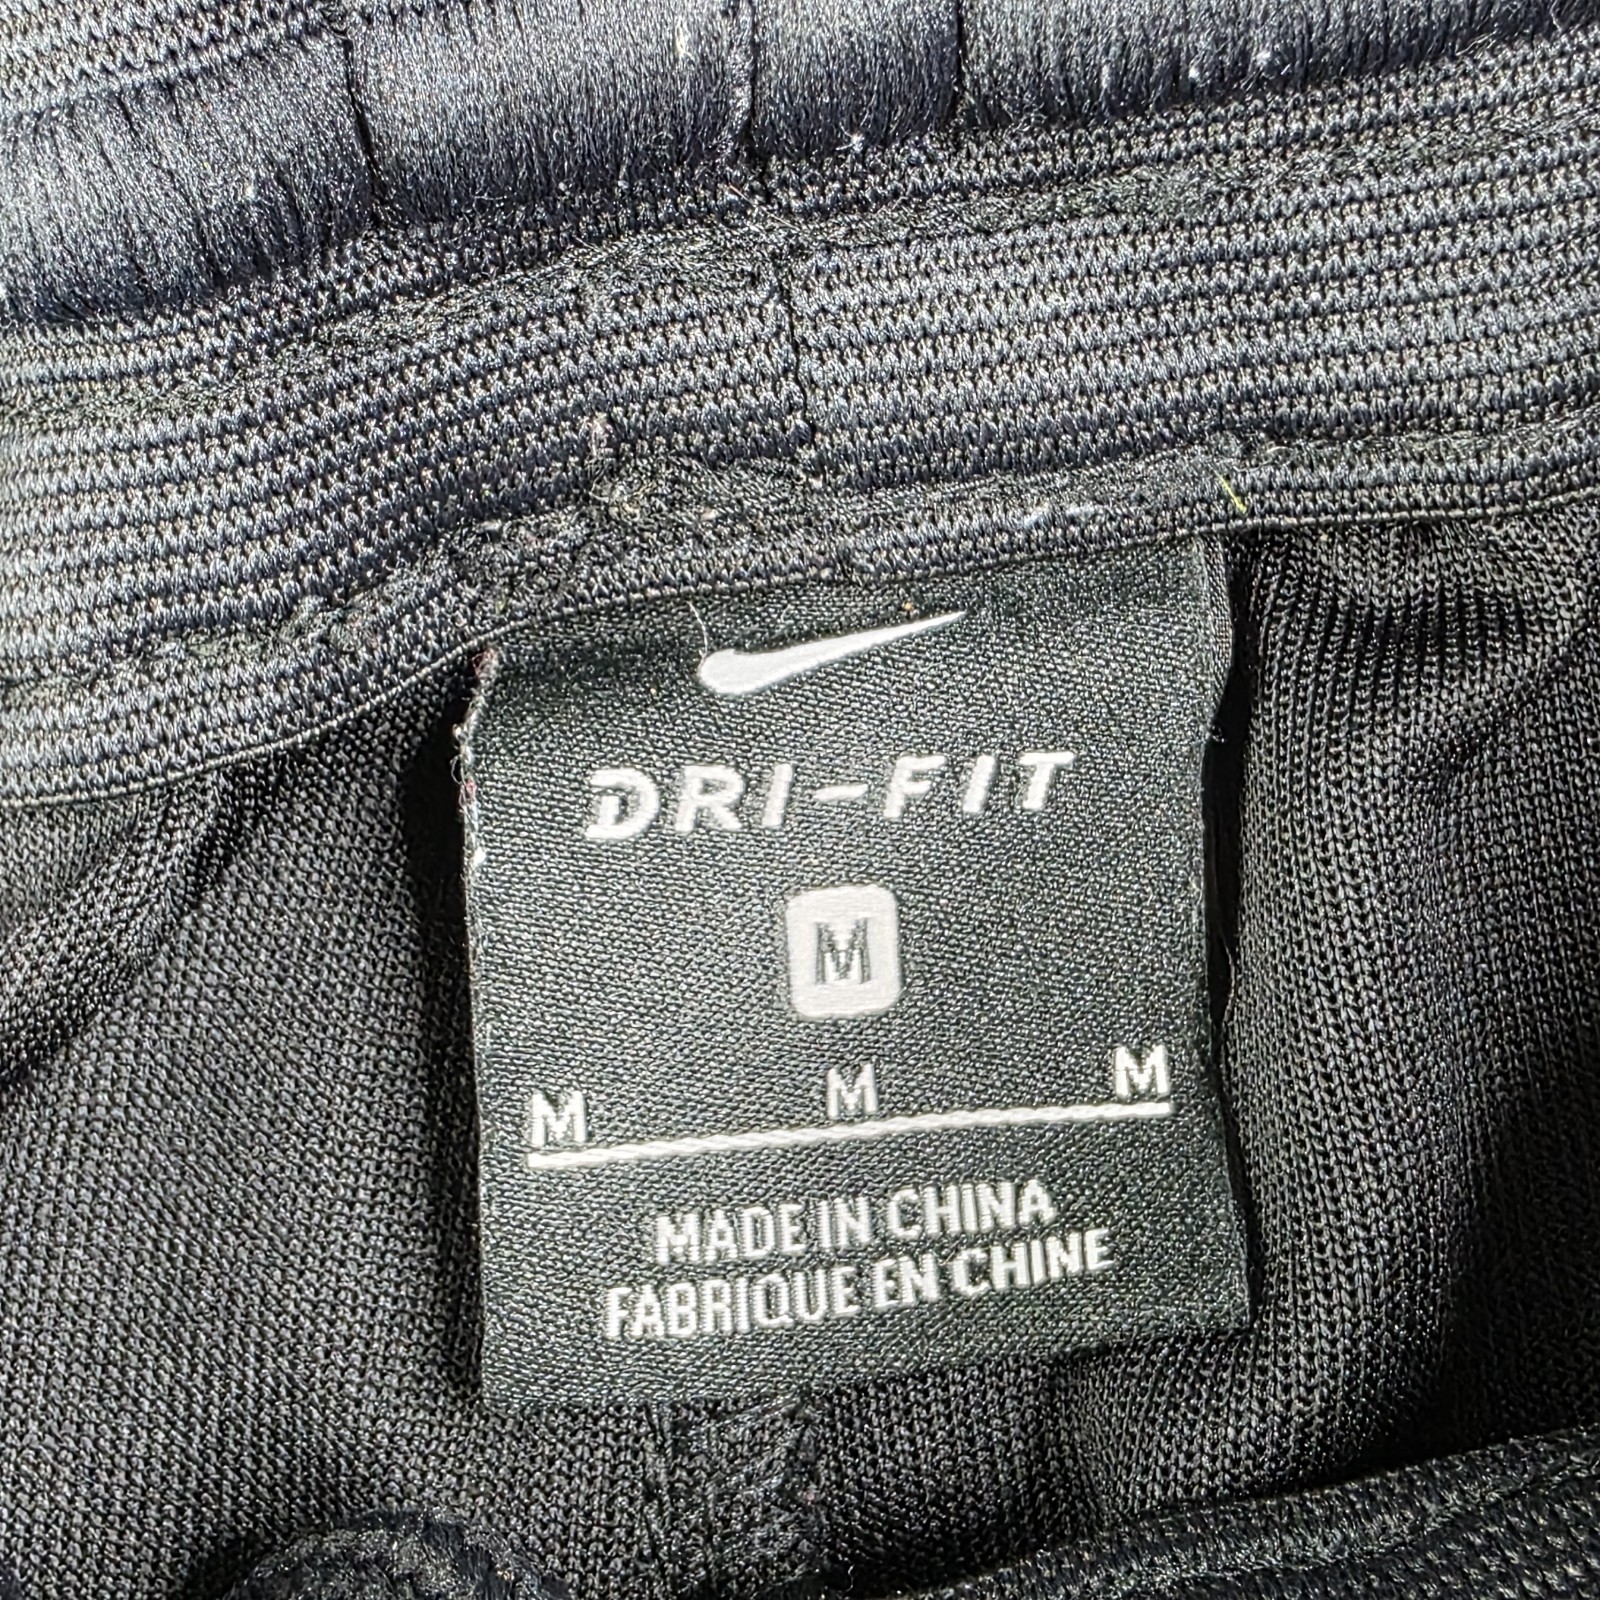 DRI-FIT
M
M M M
MADE IN CHINA
FABRIQUE EN CHINE